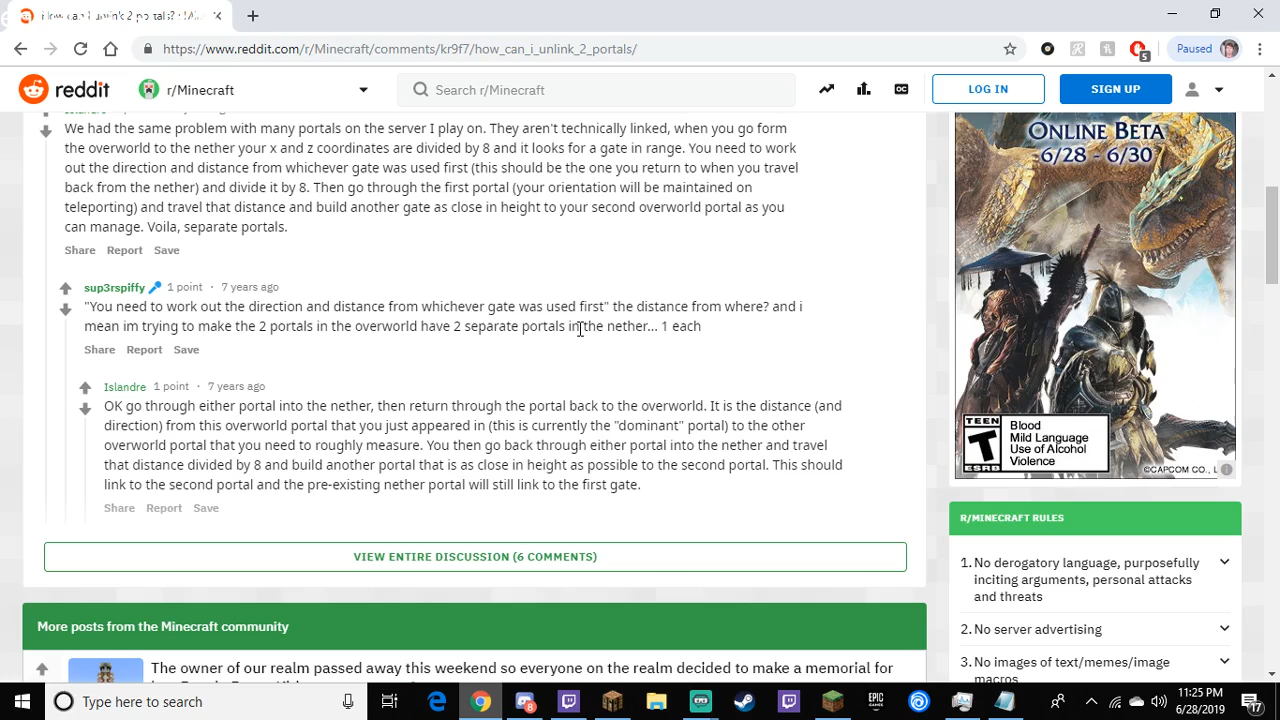 How can I unlink 2 portals? : Mi
https://www.reddit.com/r/Minecraft/comments/kr9f7/how_can_i_unlink_2_portals/
5
Paused
reddit
r/Minecraft
Search r/Minecraft
LOG IN
SIGN UP
We had the same problem with many portals on the server I play on. They aren't technically linked, when you go form
the overworld to the nether your x and z coordinates are divided by 8 and it looks for a gate in range. You need to work
out the direction and distance from whichever gate was used first (this should be the one you return to when you travel
back from the nether) and divide it by 8. Then go through the first portal (your orientation will be maintained on
teleporting) and travel that distance and build another gate as close in height to your second overworld portal as you
can manage. Voila, separate portals.
Share Report Save
sup3rspiffy 1 point · 7 years ago
"You need to work out the direction and distance from whichever gate was used first" the distance from where? and i
mean im trying to make the 2 portals in the overworld have 2 separate portals in the nether... 1 each
Share Report Save
Islandre 1 point · 7 years ago
OK go through either portal into the nether, then return through the portal back to the overworld. It is the distance (and
direction) from this overworld portal that you just appeared in (this is currently the "dominant" portal) to the other
overworld portal that you need to roughly measure. You then go back through either portal into the nether and travel
that distance divided by 8 and build another portal that is as close in height as possible to the second portal. This should
link to the second portal and the pre-existing nether portal will still link to the first gate.
Share Report Save
VIEW ENTIRE DISCUSSION (6 COMMENTS)
More posts from the Minecraft community
The owner of our realm passed away this weekend so everyone on the realm decided to make a memorial for
ONLINE BETA
6/28 - 6/30
TEEN
T
ESRB
Blood
Mild Language
Use of Alcohol
Violence
©CAPCOM CO., L
R/MINECRAFT RULES
1. No derogatory language, purposefully
inciting arguments, personal attacks
and threats
2. No server advertising
3. No images of text/memes/image
macros
Type here to search
8
11:25 PM
6/28/2019
17